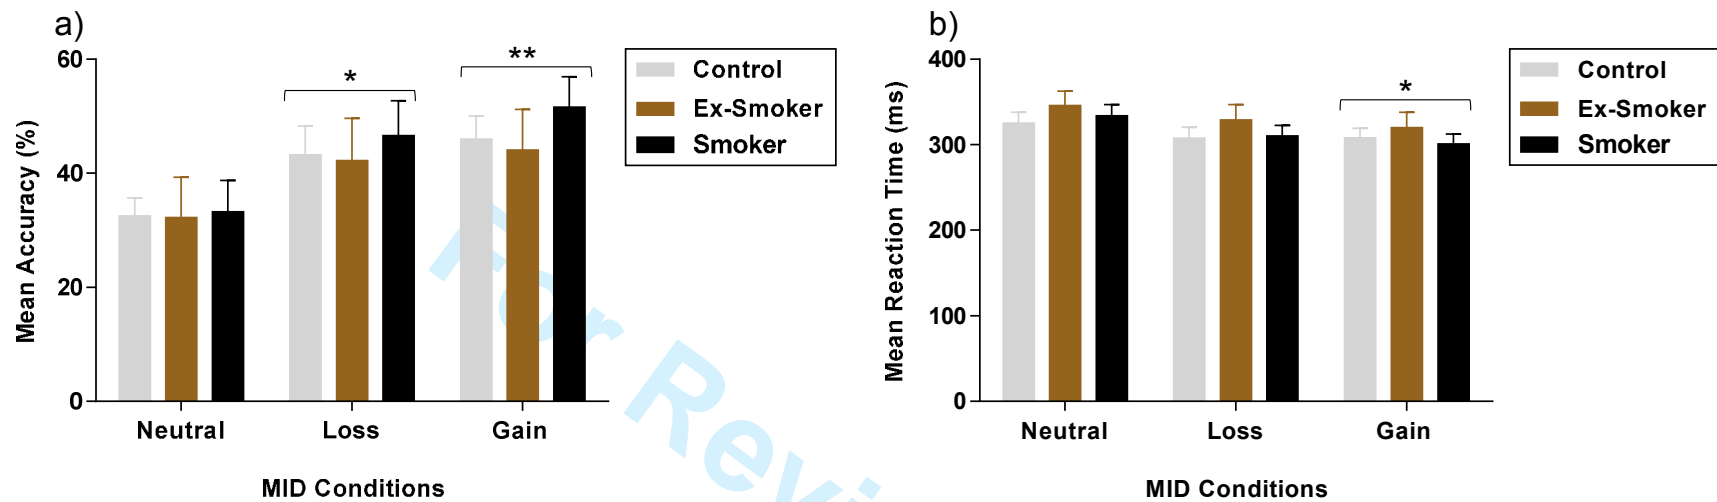 a)
**
*
60
40
20
0
Mean Accuracy (%)
Control
Ex-Smoker
Smoker
Neutral
Loss
Gain
MID Conditions
b)
*
400
300
200
100
0
Mean Reaction Time (ms)
Control
Ex-Smoker
Smoker
Neutral
Loss
Gain
MID Conditions
For Revi